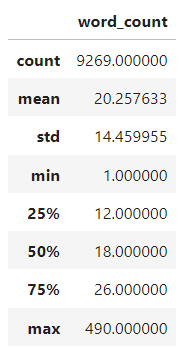 word_count
count 9269.000000
mean 20.257633
std 14.459955
min 1.000000
25% 12.000000
50% 18.000000
75% 26.000000
max 490.000000